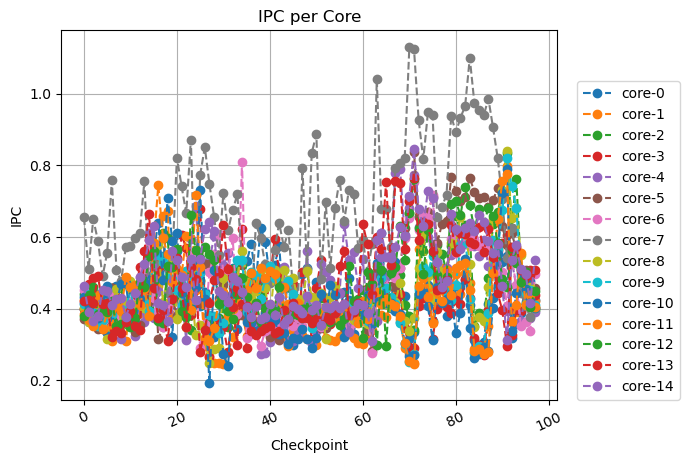 IPC per Core
IPC
1.0
0.8
0.6
0.4
0.2
0
20
40
60
80
100
Checkpoint
core-0
core-1
core-2
core-3
core-4
core-5
core-6
core-7
core-8
core-9
core-10
core-11
core-12
core-13
core-14